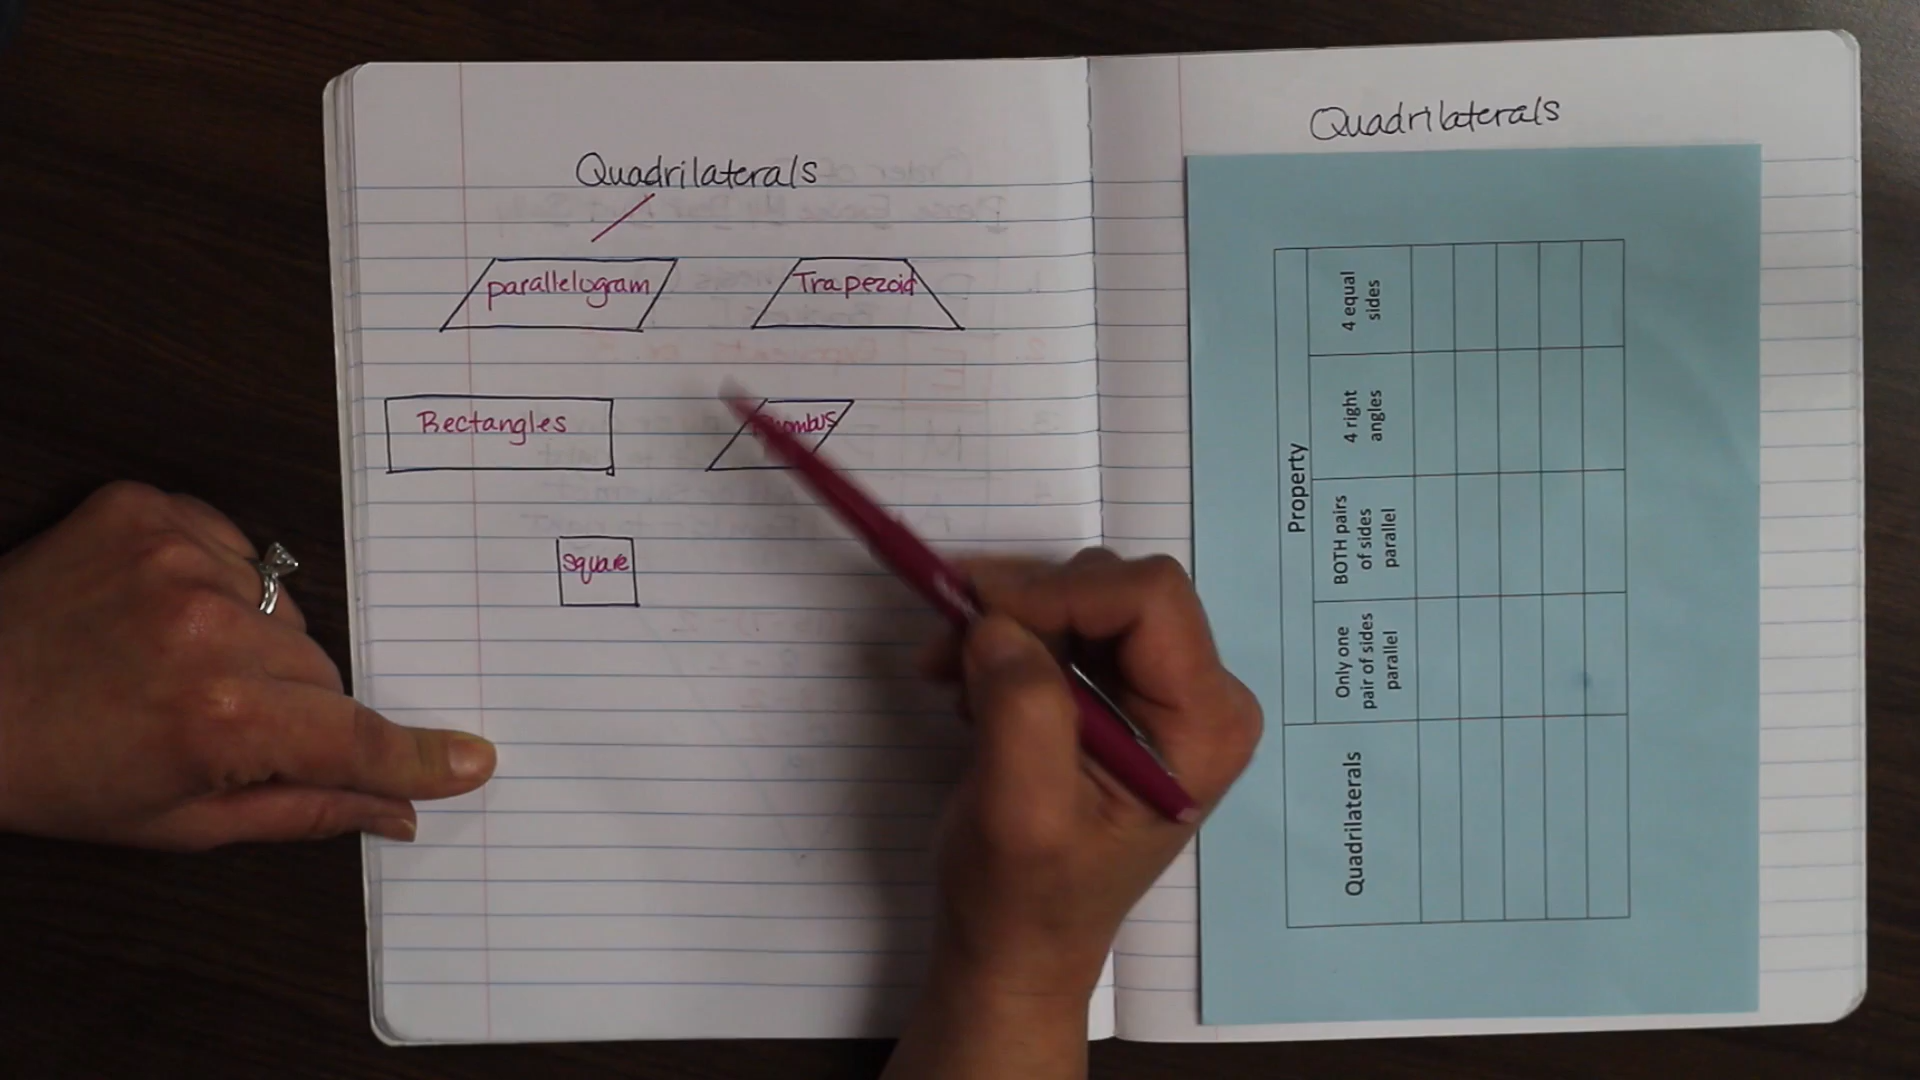 Quadrilaterals
parallelogram
Trapezoid
Rectangles
square
Quadrilaterals
Property
Quadrilaterals
Only one
pair of sides
parallel
BOTH pairs
of sides
parallel
4 right
angles
4 equal
sides